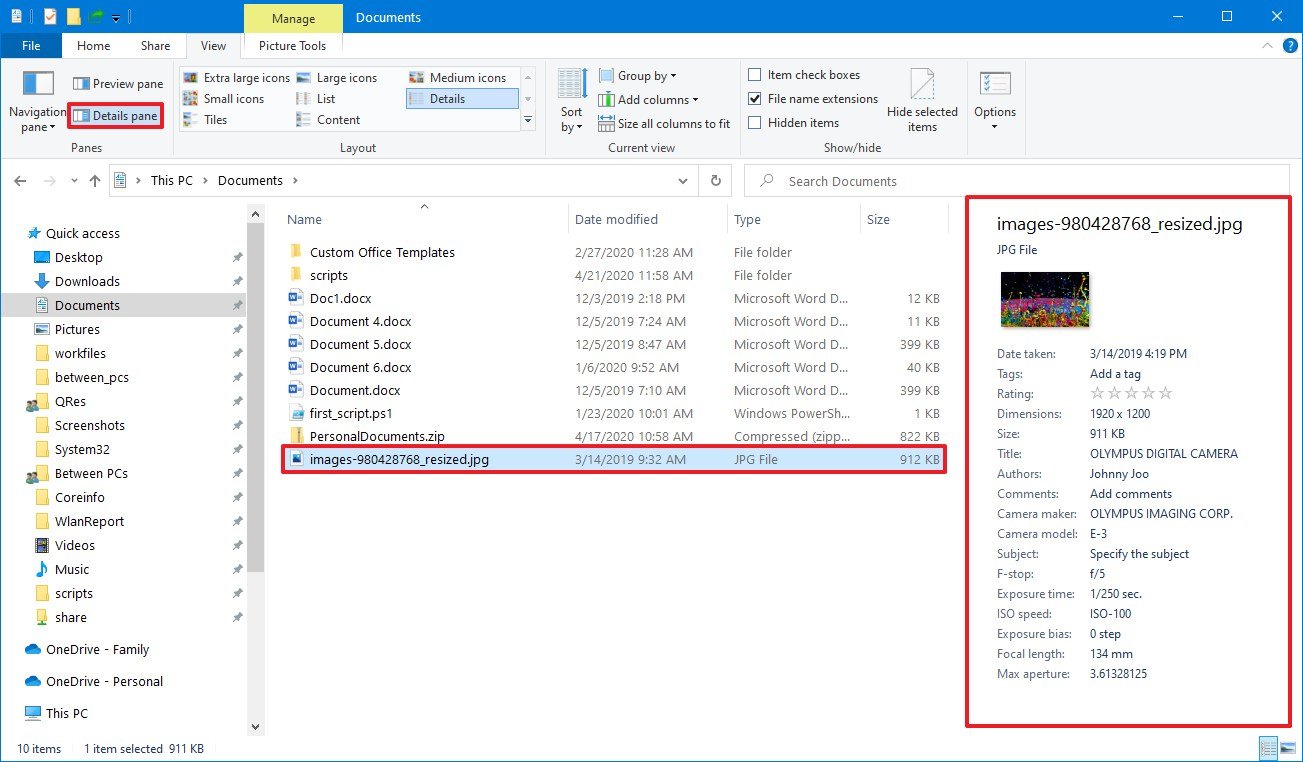 Manage Documents
File Home Share View Picture Tools
Navigation pane
Preview pane
Details pane
Panes
Extra large icons Large icons Medium icons
Small icons List Details
Tiles Content
Layout
Sort by
Group by
Add columns
Size all columns to fit
Current view
Item check boxes
File name extensions
Hidden items
Hide selected items
Show/hide
Options
This PC > Documents >
Search Documents
Quick access
Desktop
Downloads
Documents
Pictures
workfiles
between_pcs
QRes
Screenshots
System32
Between PCs
Coreinfo
WlanReport
Videos
Music
scripts
share
OneDrive - Family
OneDrive - Personal
This PC
Name Date modified Type Size
Custom Office Templates 2/27/2020 11:28 AM File folder
scripts 4/21/2020 11:58 AM File folder
Doc1.docx 12/3/2019 2:18 PM Microsoft Word D... 12 KB
Document 4.docx 12/5/2019 7:24 AM Microsoft Word D... 11 KB
Document 5.docx 12/5/2019 8:47 AM Microsoft Word D... 399 KB
Document 6.docx 1/6/2020 9:52 AM Microsoft Word D... 40 KB
Document.docx 12/5/2019 7:10 AM Microsoft Word D... 399 KB
first_script.ps1 1/23/2020 10:01 AM Windows PowerSh... 1 KB
PersonalDocuments.zip 4/17/2020 10:58 AM Compressed (zipp... 822 KB
images-980428768_resized.jpg 3/14/2019 9:32 AM JPG File 912 KB
images-980428768_resized.jpg
JPG File
Date taken: 3/14/2019 4:19 PM
Tags: Add a tag
Rating:
Dimensions: 1920 x 1200
Size: 911 KB
Title: OLYMPUS DIGITAL CAMERA
Authors: Johnny Joo
Comments: Add comments
Camera maker: OLYMPUS IMAGING CORP.
Camera model: E-3
Subject: Specify the subject
F-stop: f/5
Exposure time: 1/250 sec.
ISO speed: ISO-100
Exposure bias: 0 step
Focal length: 134 mm
Max aperture: 3.61328125
10 items 1 item selected 911 KB